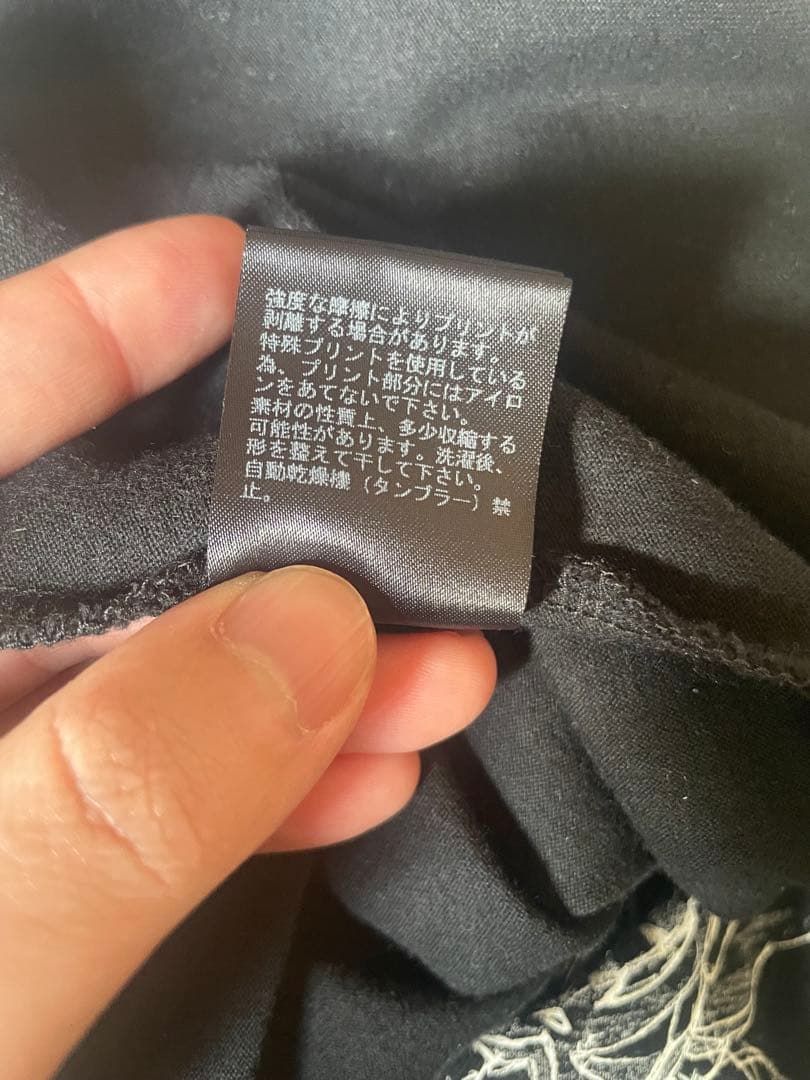 強度な摩擦によりプリントが
剥離する場合があります。
特殊プリントを使用している
為、プリント部分にはアイロ
ンをあてないで下さい。
素材の性質上、多少収縮する
可能性があります。洗濯後、
形を整えて干して下さい。
自動乾燥機（タンブラー）禁
止。